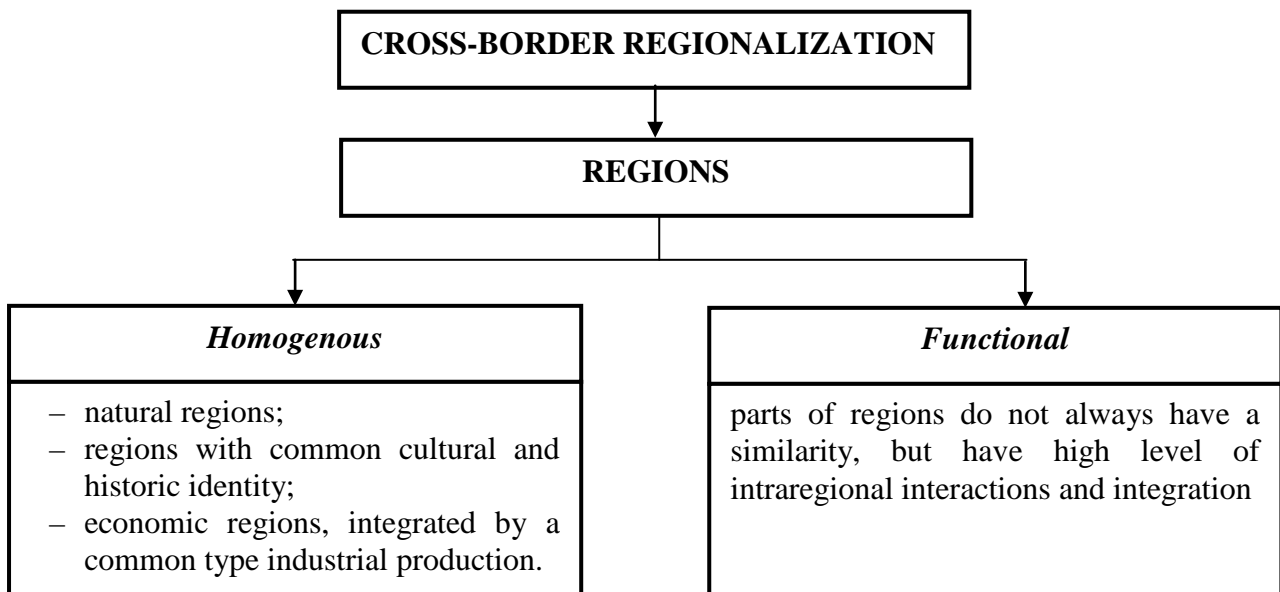 CROSS-BORDER REGIONALIZATION
REGIONS
Homogenous
– natural regions;
– regions with common cultural and
historic identity;
– economic regions, integrated by a
common type industrial production.
Functional
parts of regions do not always have a
similarity, but have high level of
intraregional interactions and integration